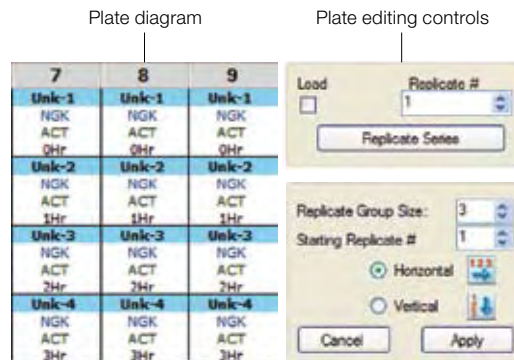 Plate diagram
Plate editing controls
7 8 9
Unk-1 Unk-1 Unk-1
NGK NGK NGK
ACT ACT ACT
0Hr 0Hr 0Hr
Unk-2 Unk-2 Unk-2
NGK NGK NGK
ACT ACT ACT
1Hr 1Hr 1Hr
Unk-3 Unk-3 Unk-3
NGK NGK NGK
ACT ACT ACT
2Hr 2Hr 2Hr
Unk-4 Unk-4 Unk-4
NGK NGK NGK
ACT ACT ACT
3Hr 3Hr 3Hr
Load Replicate #
1
Replicate Series
Replicate Group Size: 3
Starting Replicate # 1
Horizontal 1 2 3
Vertical
Cancel Apply